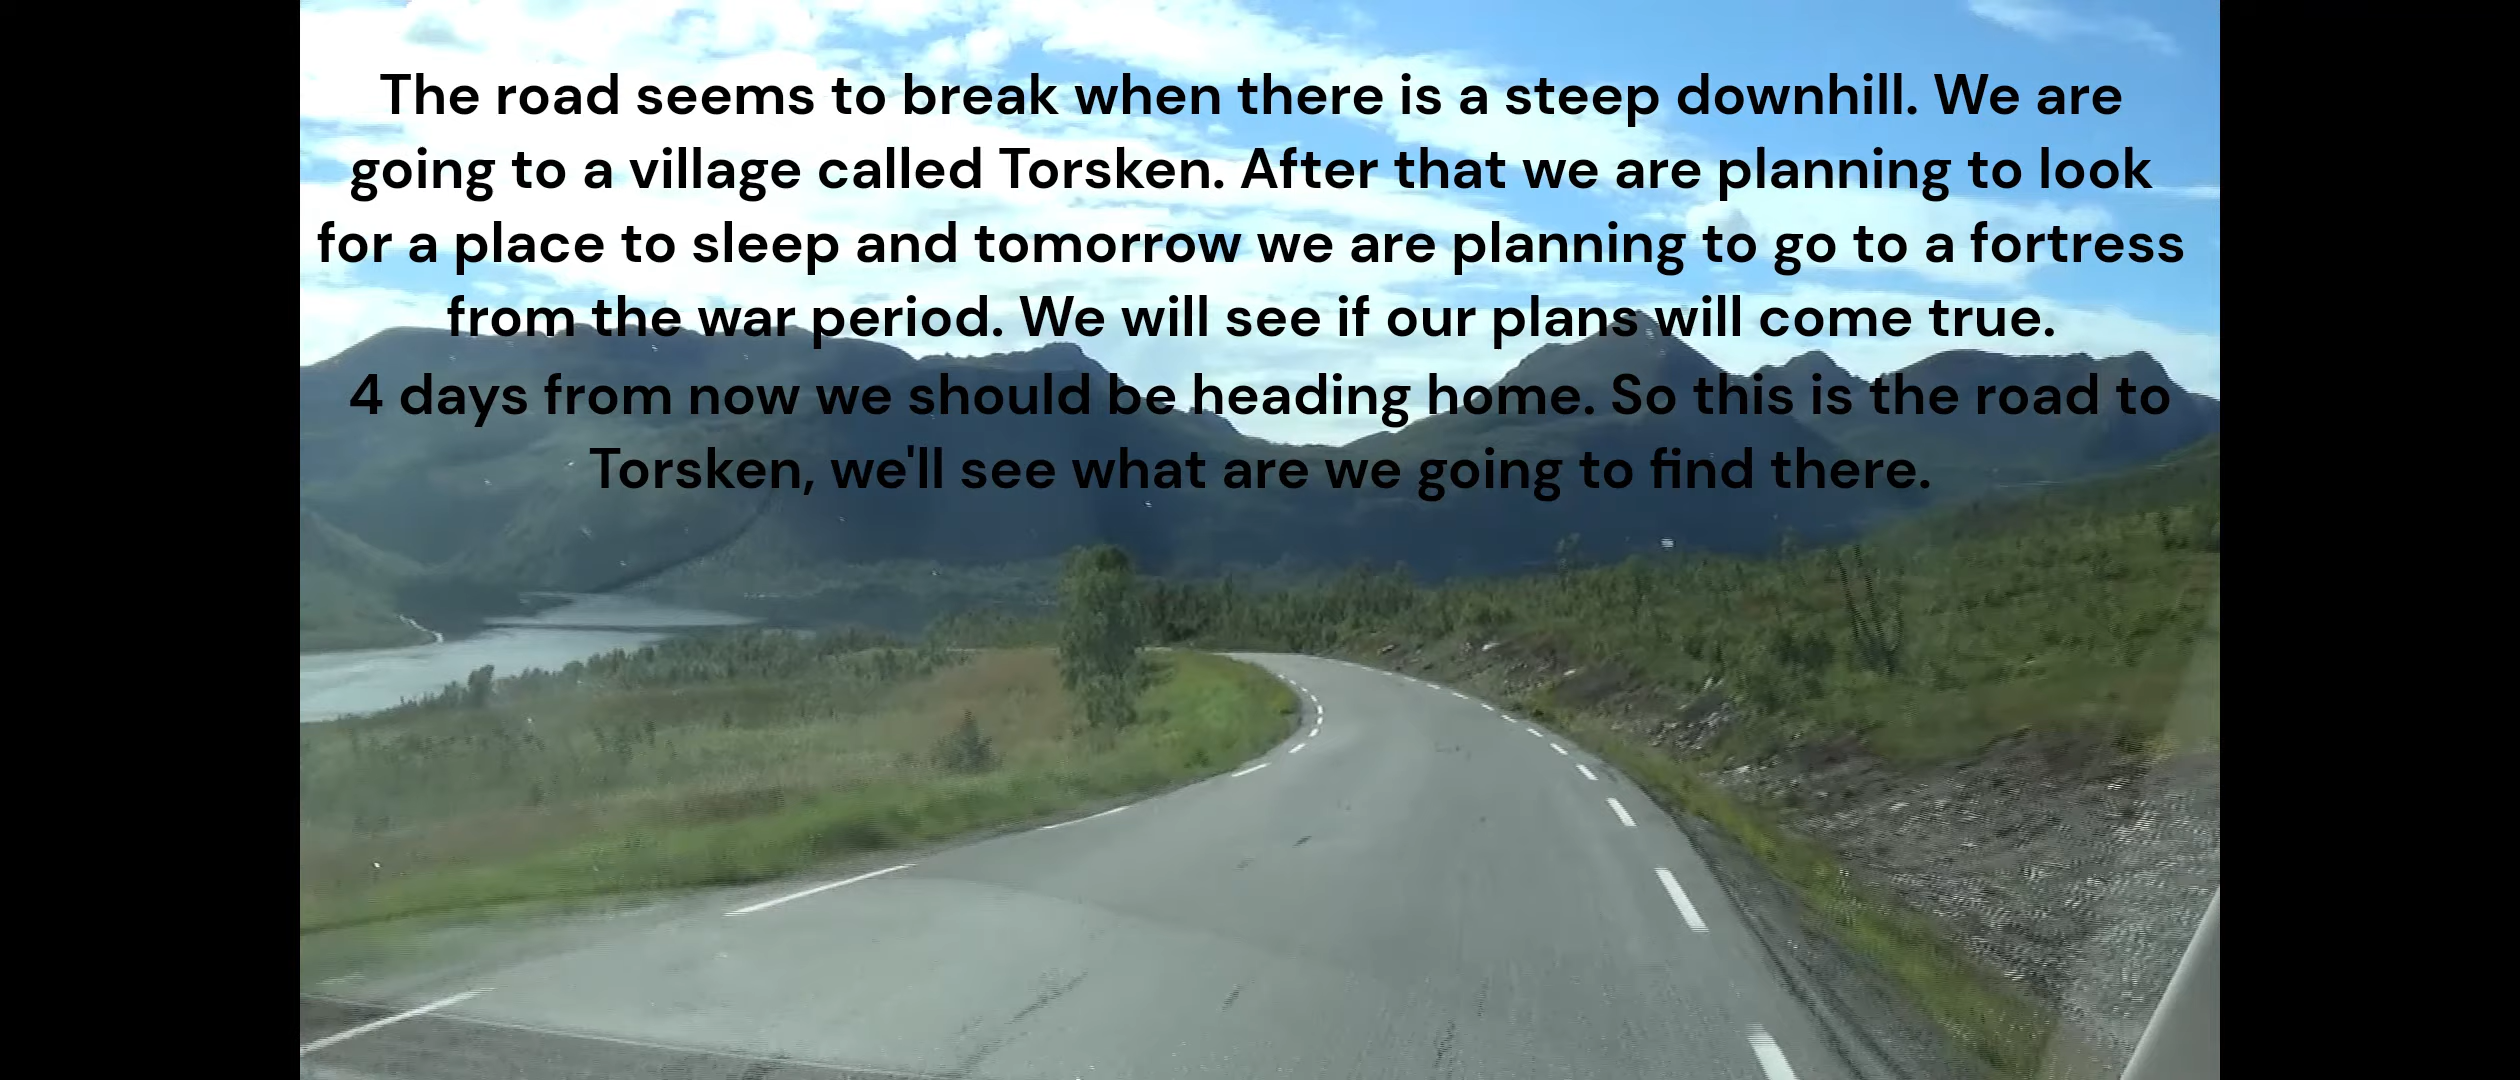 The road seems to break when there is a steep downhill. We are
going to a village called Torsken. After that we are planning to look
for a place to sleep and tomorrow we are planning to go to a fortress
from the war period. We will see if our plans will come true.
4 days from now we should be heading home. So this is the road to
Torsken, we'll see what are we going to find there.